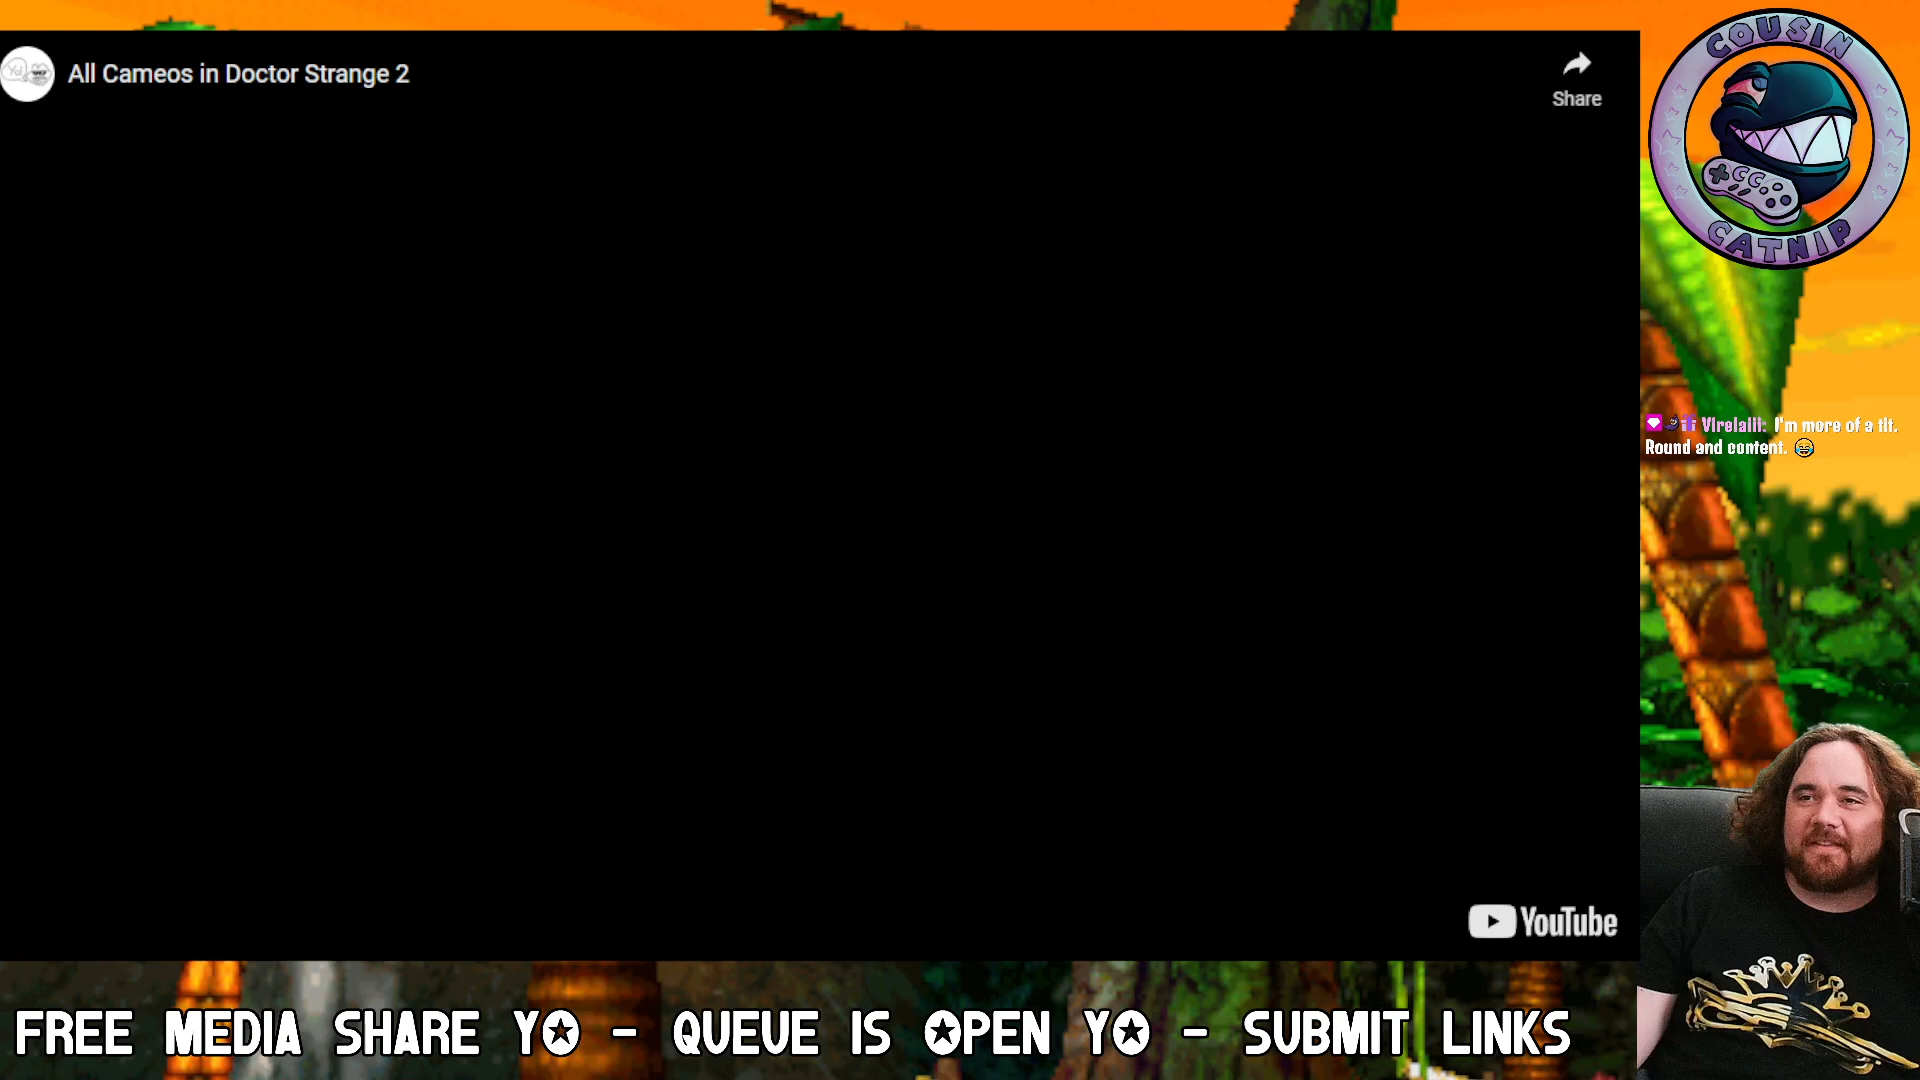 All Cameos in Doctor Strange 2
Share
COUSIN
CC
CATNIP
Virelaiii: I'm more of a tit.
Round and content. 😂
YouTube
FREE MEDIA SHARE YO - QUEUE IS OPEN YO - SUBMIT LINKS